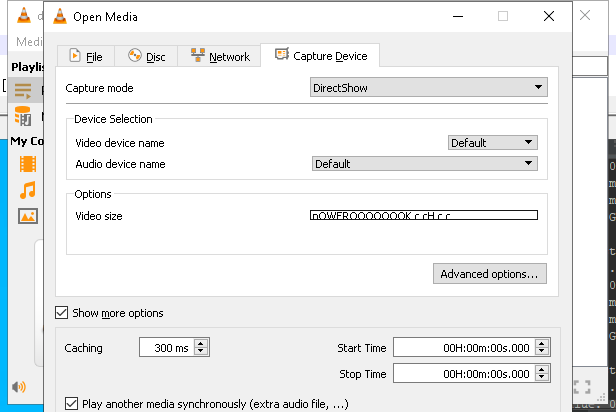 Open Media
Medi
Playlis
My Co
File
Disc
Network
Capture Device
Capture mode
DirectShow
Device Selection
Video device name
Default
Audio device name
Default
Options
Video size
Advanced options...
Show more options
Caching
300 ms
Start Time
00H:00m:00s.000
Stop Time
00H:00m:00s.000
Play another media synchronously (extra audio file, ...)